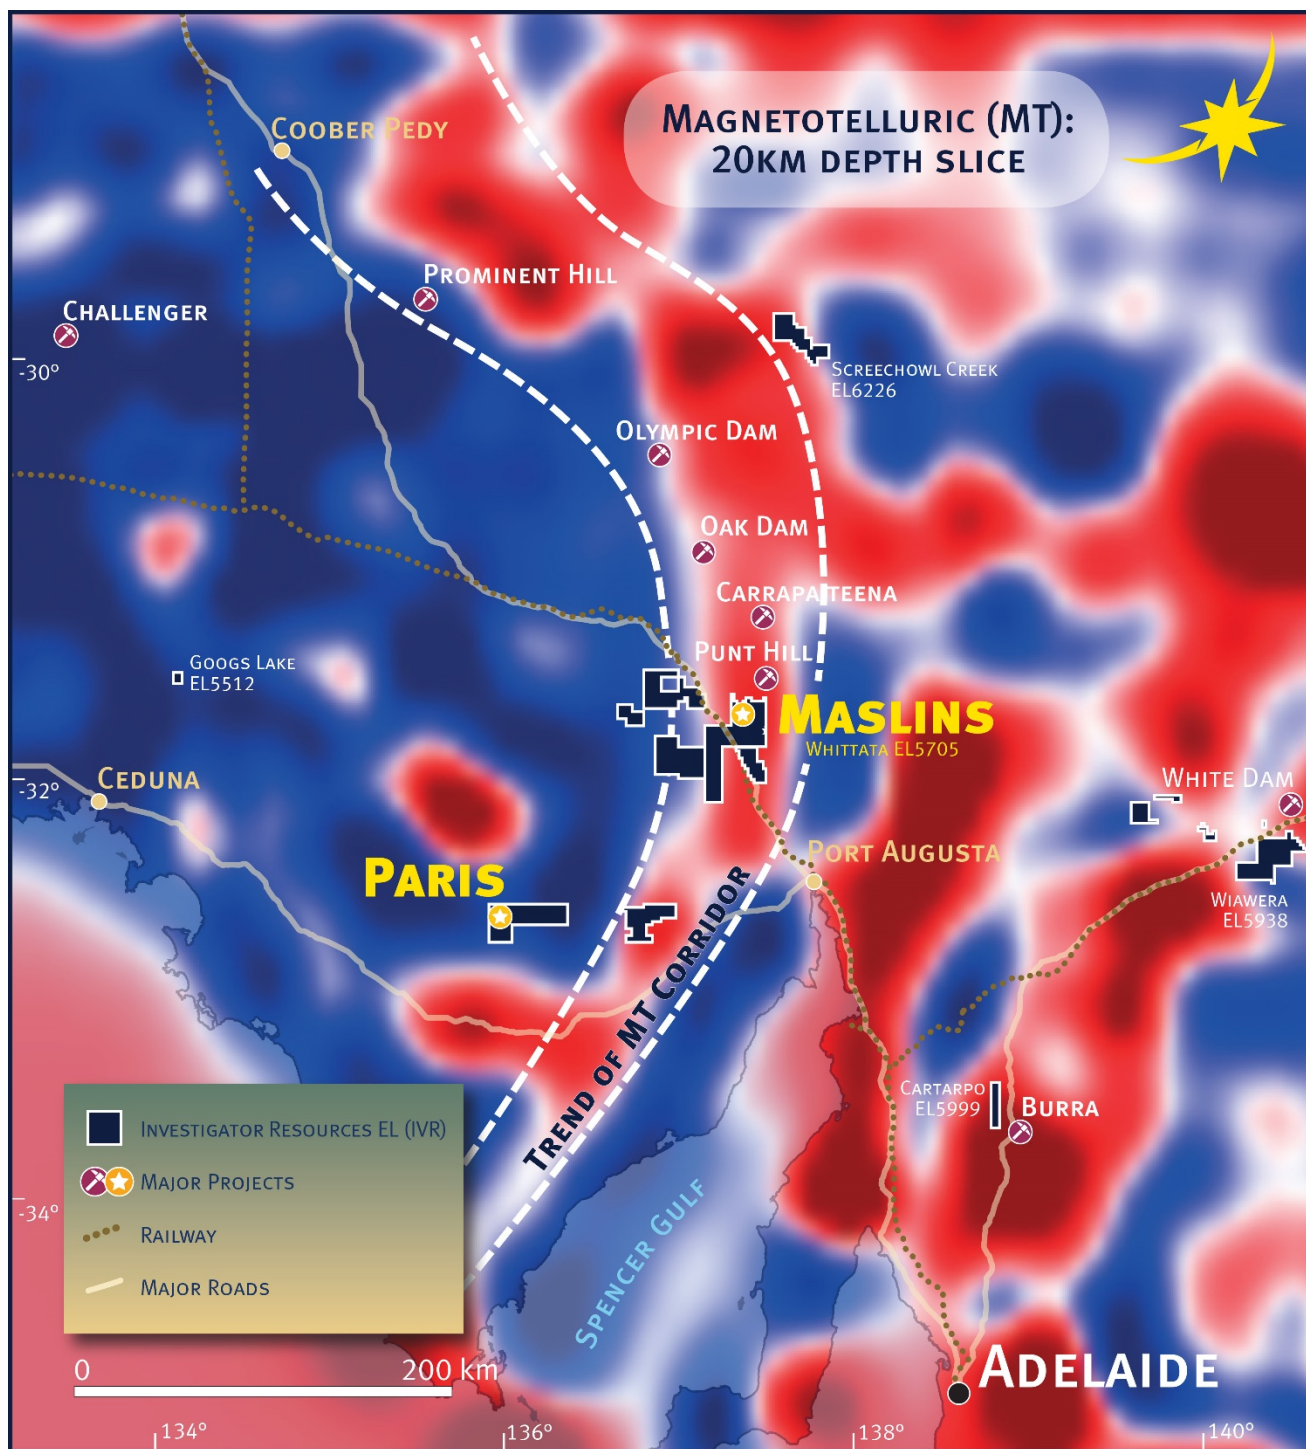 Magnetotelluric (MT):
20km depth slice
Coober Pedy
Prominent Hill
Challenger
-30°
Screechowl Creek
EL6226
Olympic Dam
Oak Dam
Carrapateena
Punt Hill
Googs Lake
EL5512
Maslins
Whittata EL5705
Ceduna
-32°
White Dam
Port Augusta
Paris
Wiawera
EL5938
Trend of MT Corridor
Cartarpo
EL5999
Burra
Investigator Resources EL (IVR)
Major Projects
Railway
Major Roads
-34°
Spencer Gulf
0 200 km
Adelaide
134° 136° 138° 140°